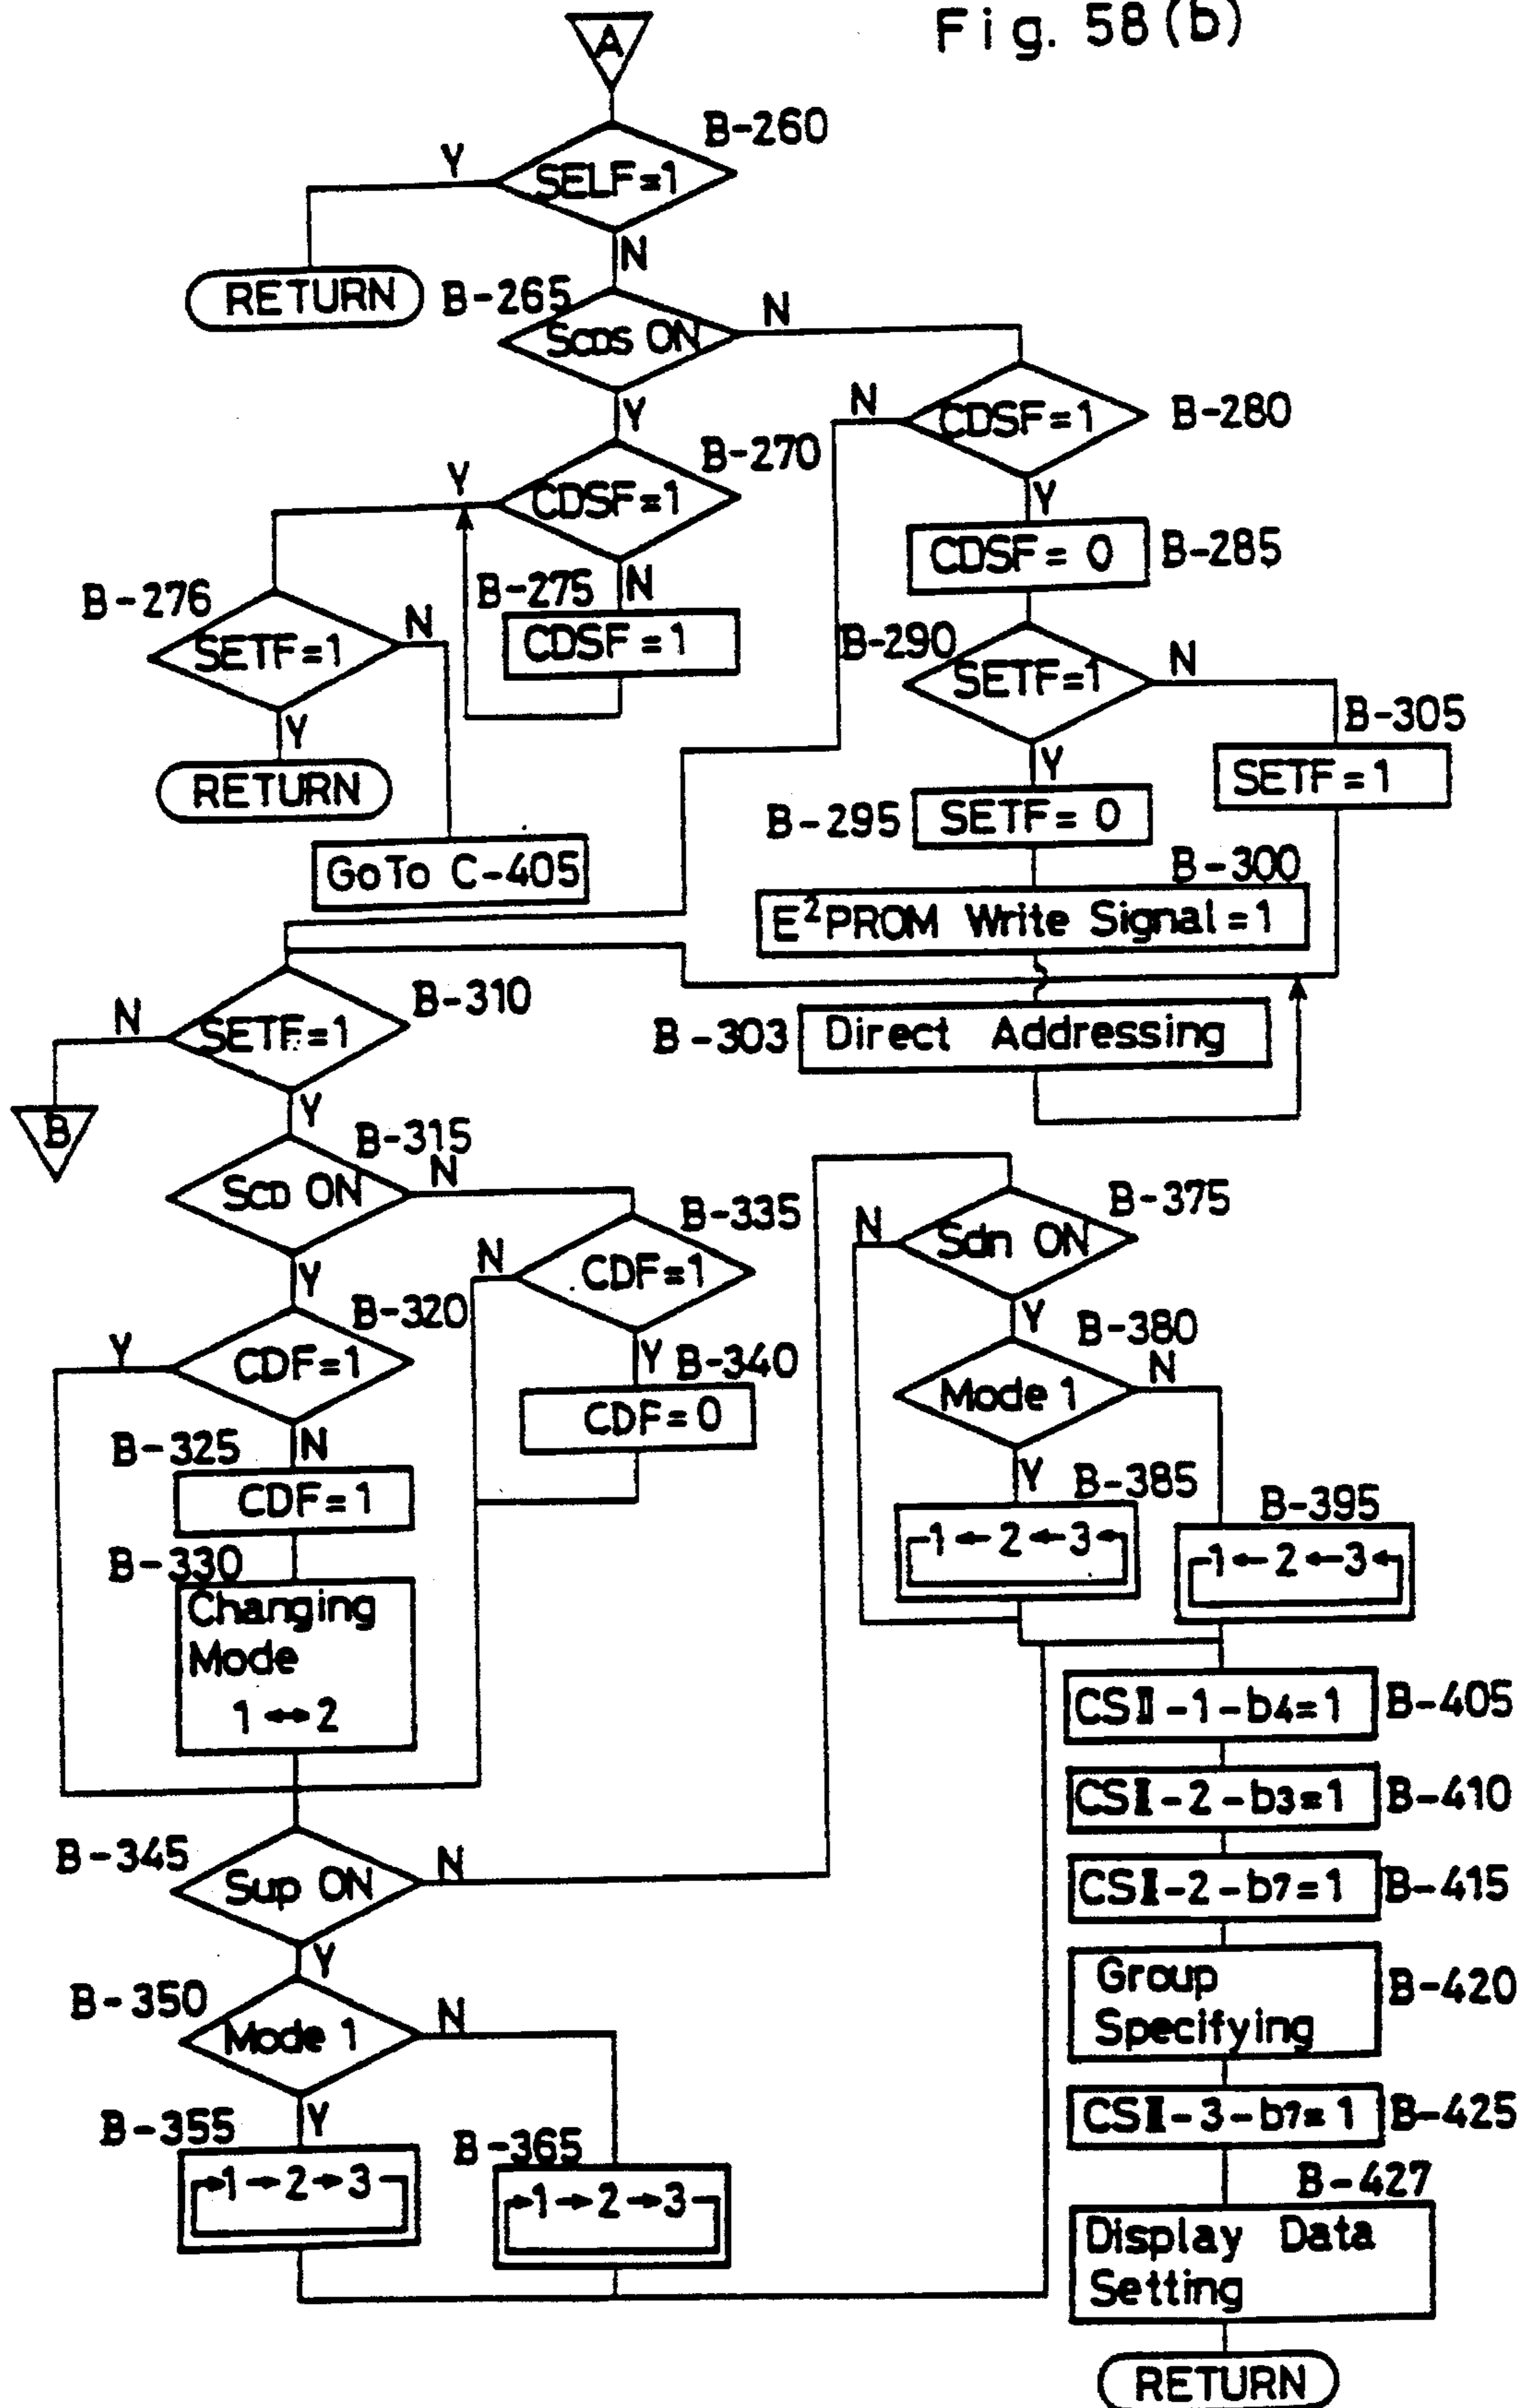 Fig. 58(b)
A
B-260
Y
SELF=1
N
RETURN
B-265
SCDS ON
N
Y
N
CDSF=1
B-280
B-270
Y
CDSF=1
Y
CDSF=0
B-285
B-276
B-275
N
SETF=1
N
CDSF=1
B-290
SETF=1
N
B-305
Y
RETURN
Y
SETF=1
B-295
SETF=0
GoTo C-405
B-300
E²PROM Write Signal=1
B-310
N
SETF=1
B-303
Direct Addressing
B
Y
B-315
SCD ON
N
B-335
N
CDF=1
B-375
N
Sdn ON
Y
B-320
Y
CDF=1
Y
B-340
CDF=0
Y
B-380
Mode 1
N
B-325
N
CDF=1
Y
B-385
1←2←3←
B-395
1←2←3←
B-330
Changing
Mode
1↔2
CSII-1-b4=1
B-405
CSII-2-b3=1
B-410
B-345
Sup ON
N
CSII-2-b7=1
B-415
Y
B-350
Mode 1
N
Group
Specifying
B-420
Y
B-355
→1→2→3
B-365
→1→2→3
CSII-3-b7=1
B-425
B-427
Display Data
Setting
RETURN